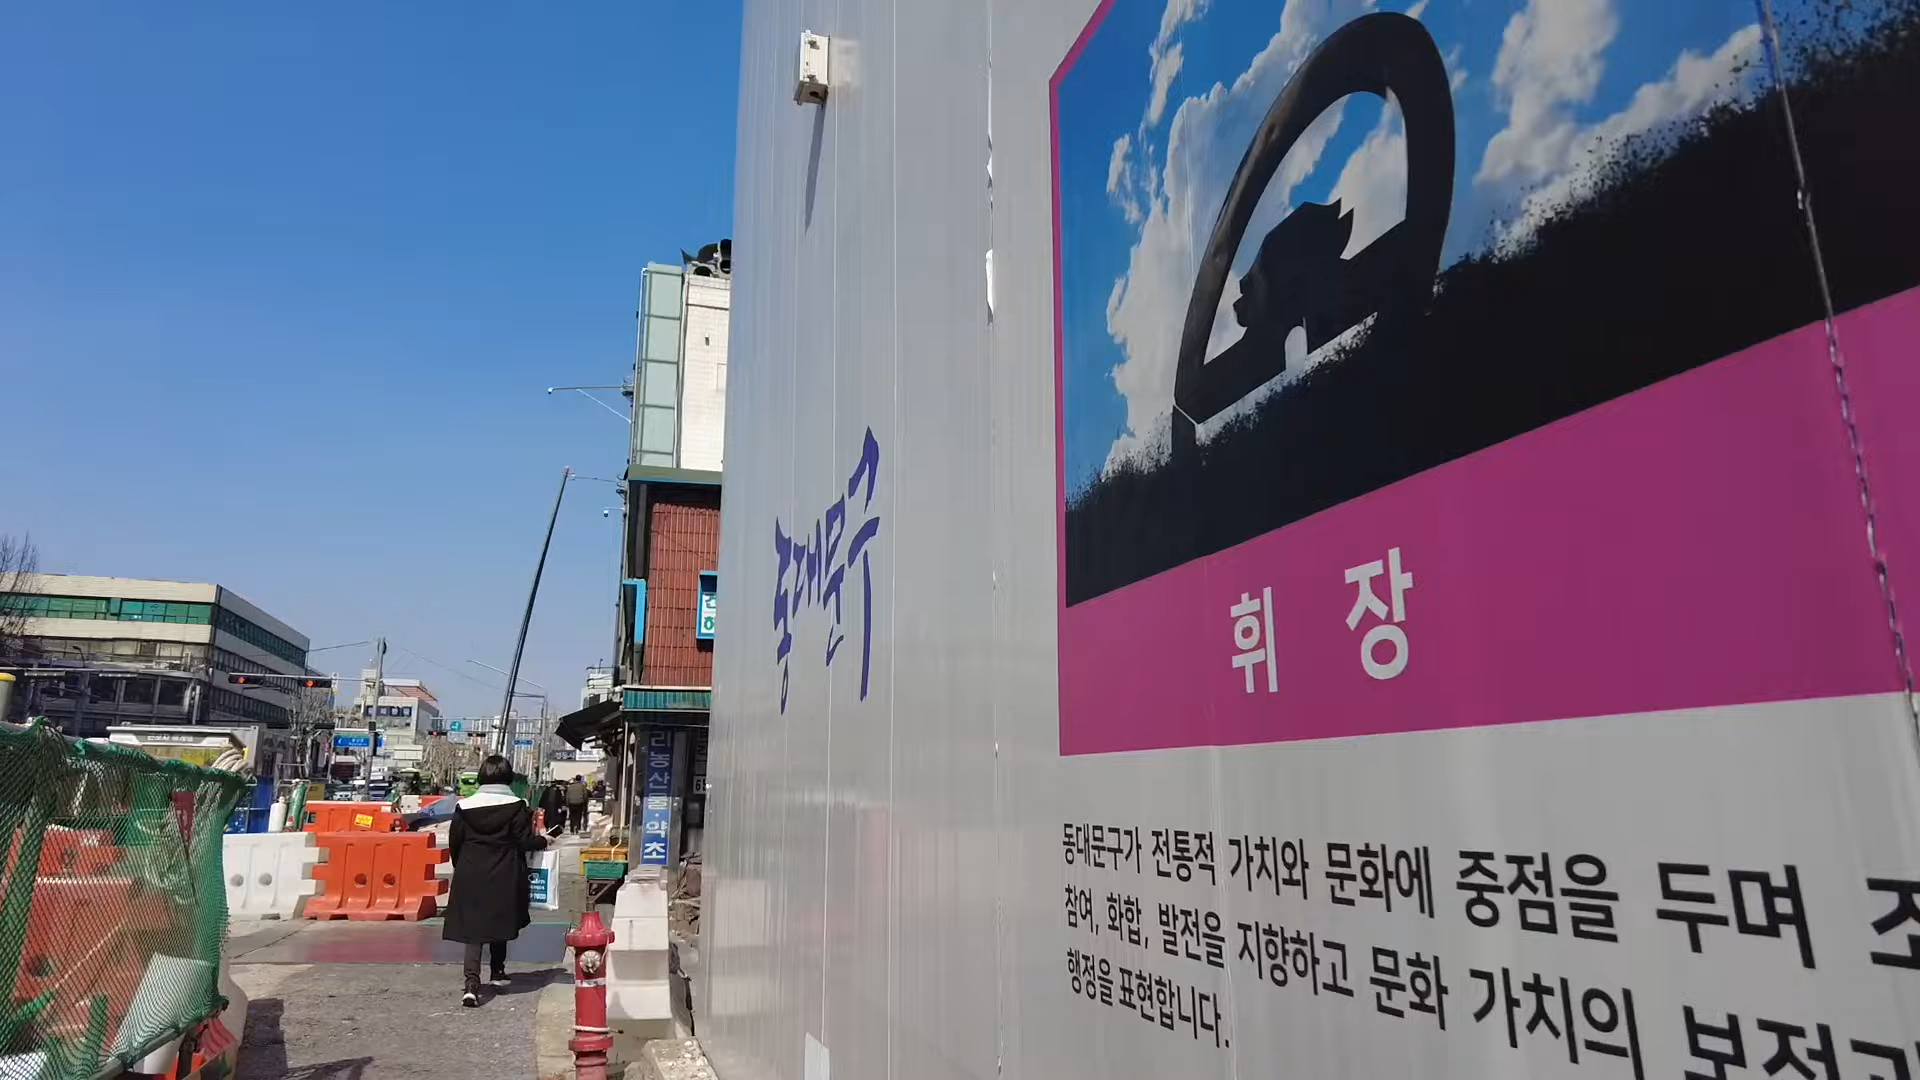 동대문구
휘장
동대문구가 전통적 가치와 문화에 중점을 두며
참여, 화합, 발전을 지향하고 문화 가치의 보전과
행정을 표현합니다.
리농산물·약초